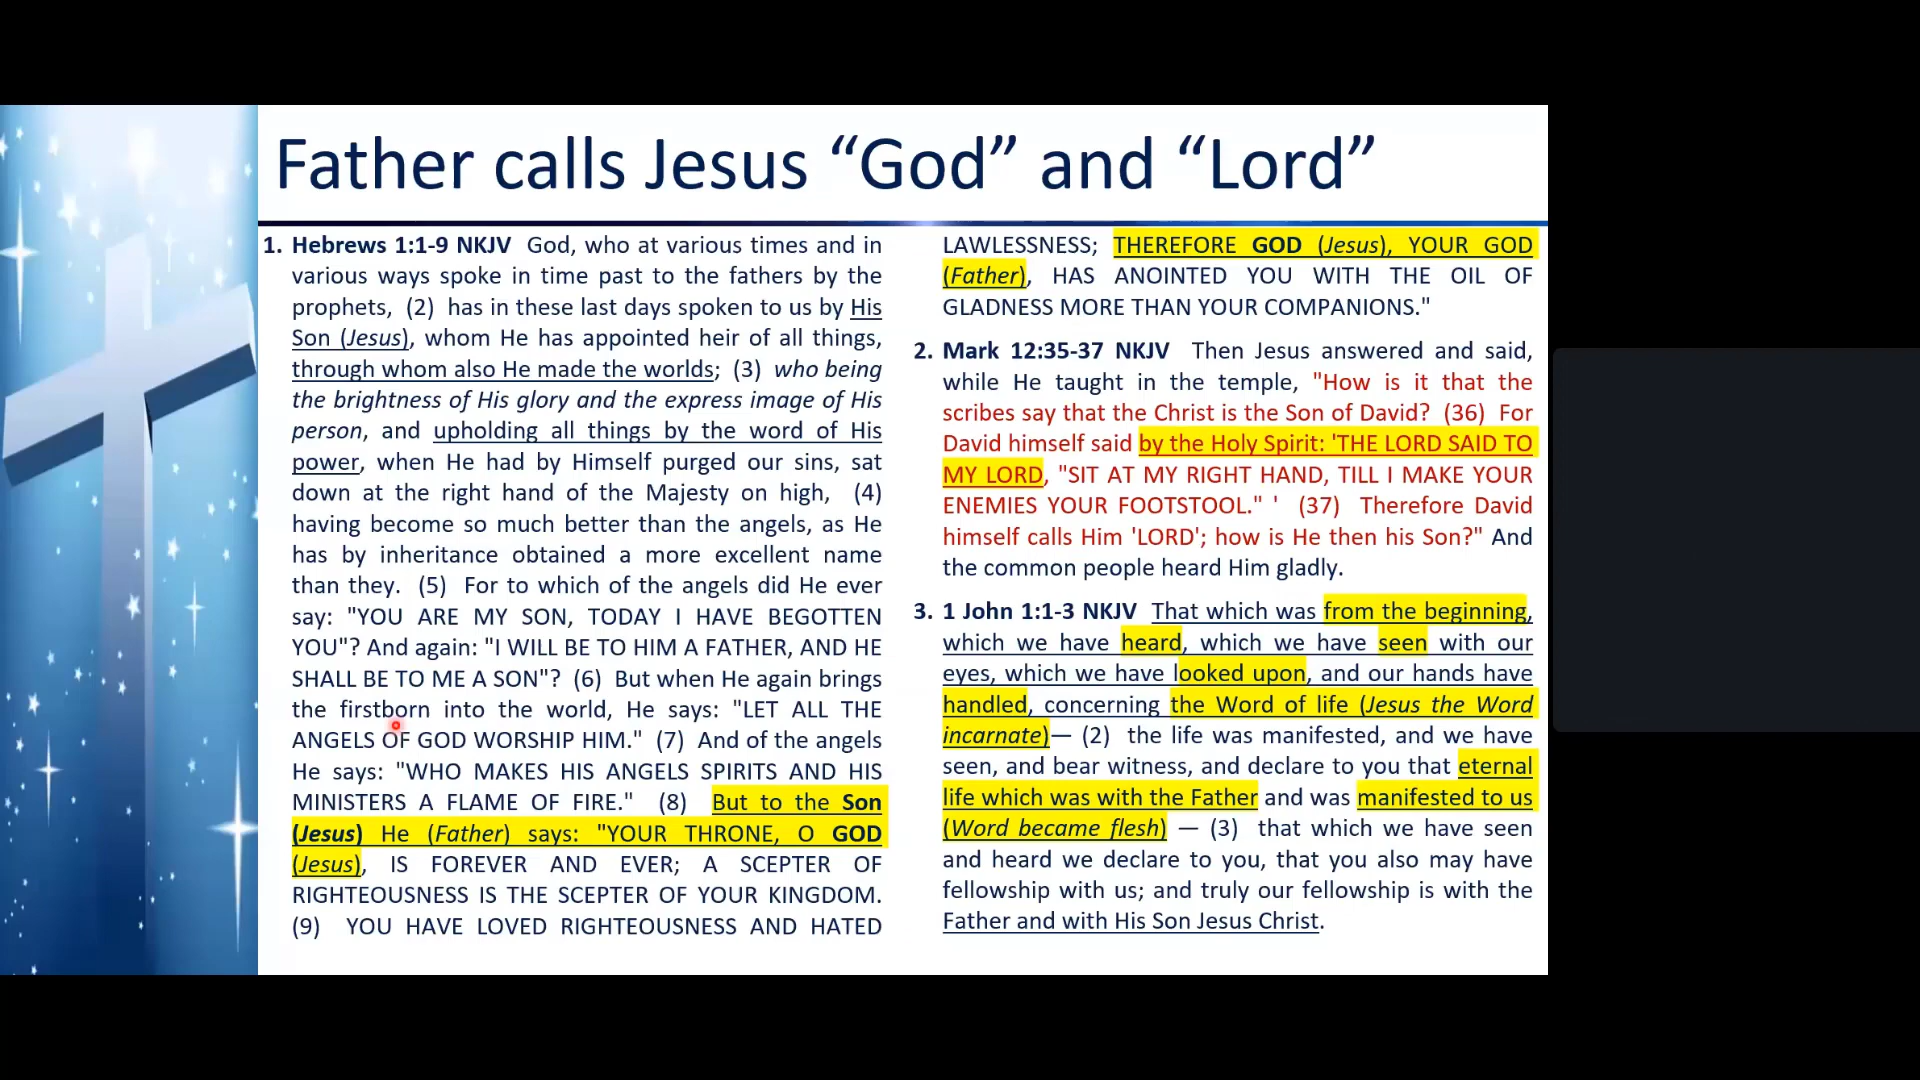 Father calls Jesus “God” and “Lord”
1. Hebrews 1:1-9 NKJV God, who at various times and in
various ways spoke in time past to the fathers by the
prophets, (2) has in these last days spoken to us by His
Son (Jesus), whom He has appointed heir of all things,
through whom also He made the worlds; (3) who being
the brightness of His glory and the express image of His
person, and upholding all things by the word of His
power, when He had by Himself purged our sins, sat
down at the right hand of the Majesty on high, (4)
having become so much better than the angels, as He
has by inheritance obtained a more excellent name
than they. (5) For to which of the angels did He ever
say: "YOU ARE MY SON, TODAY I HAVE BEGOTTEN
YOU"? And again: "I WILL BE TO HIM A FATHER, AND HE
SHALL BE TO ME A SON"? (6) But when He again brings
the firstborn into the world, He says: "LET ALL THE
ANGELS OF GOD WORSHIP HIM." (7) And of the angels
He says: "WHO MAKES HIS ANGELS SPIRITS AND HIS
MINISTERS A FLAME OF FIRE." (8) But to the Son
(Jesus) He (Father) says: "YOUR THRONE, O GOD
(Jesus), IS FOREVER AND EVER; A SCEPTER OF
RIGHTEOUSNESS IS THE SCEPTER OF YOUR KINGDOM.
(9) YOU HAVE LOVED RIGHTEOUSNESS AND HATED
LAWLESSNESS; THEREFORE GOD (Jesus), YOUR GOD
(Father), HAS ANOINTED YOU WITH THE OIL OF
GLADNESS MORE THAN YOUR COMPANIONS."
2. Mark 12:35-37 NKJV Then Jesus answered and said,
while He taught in the temple, "How is it that the
scribes say that the Christ is the Son of David? (36) For
David himself said by the Holy Spirit: 'THE LORD SAID TO
MY LORD, "SIT AT MY RIGHT HAND, TILL I MAKE YOUR
ENEMIES YOUR FOOTSTOOL." ' (37) Therefore David
himself calls Him 'LORD'; how is He then his Son?" And
the common people heard Him gladly.
3. 1 John 1:1-3 NKJV That which was from the beginning,
which we have heard, which we have seen with our
eyes, which we have looked upon, and our hands have
handled, concerning the Word of life (Jesus the Word
incarnate)— (2) the life was manifested, and we have
seen, and bear witness, and declare to you that eternal
life which was with the Father and was manifested to us
(Word became flesh) — (3) that which we have seen
and heard we declare to you, that you also may have
fellowship with us; and truly our fellowship is with the
Father and with His Son Jesus Christ.